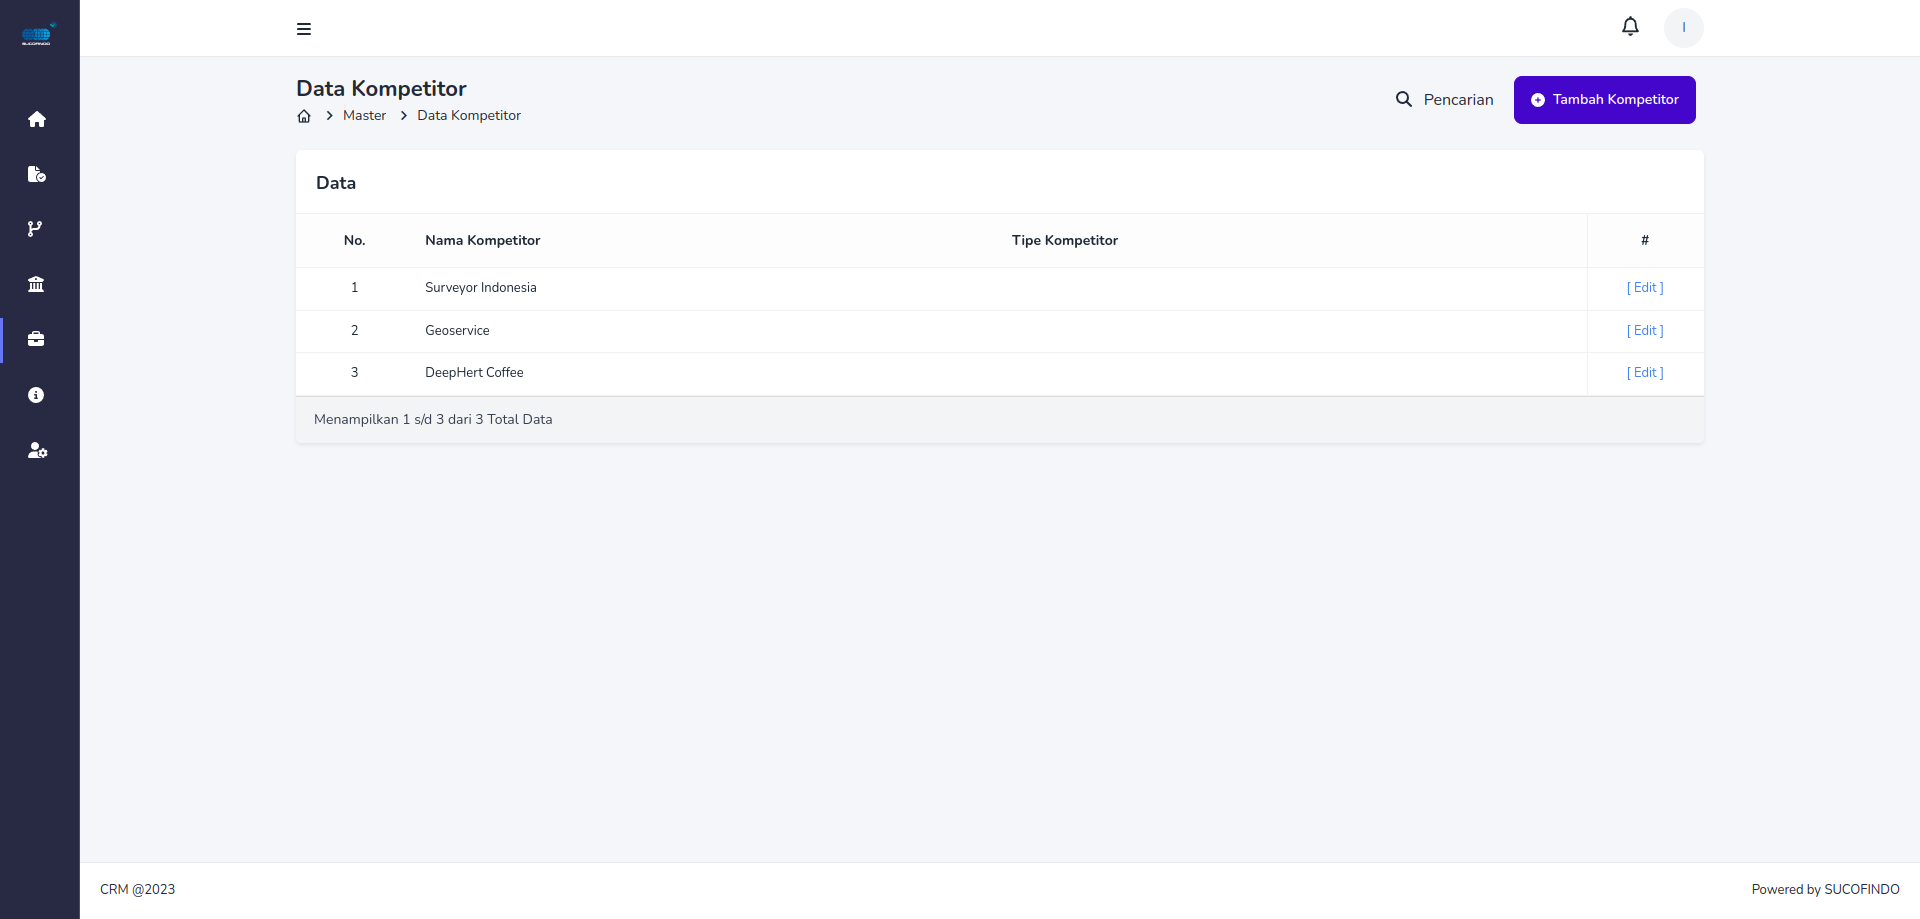 SUCOFINDO
I
Data Kompetitor
Master Data Kompetitor
Pencarian
Tambah Kompetitor
Data
No. Nama Kompetitor Tipe Kompetitor #
1 Surveyor Indonesia [ Edit ]
2 Geoservice [ Edit ]
3 DeepHert Coffee [ Edit ]
Menampilkan 1 s/d 3 dari 3 Total Data
CRM @2023
Powered by SUCOFINDO